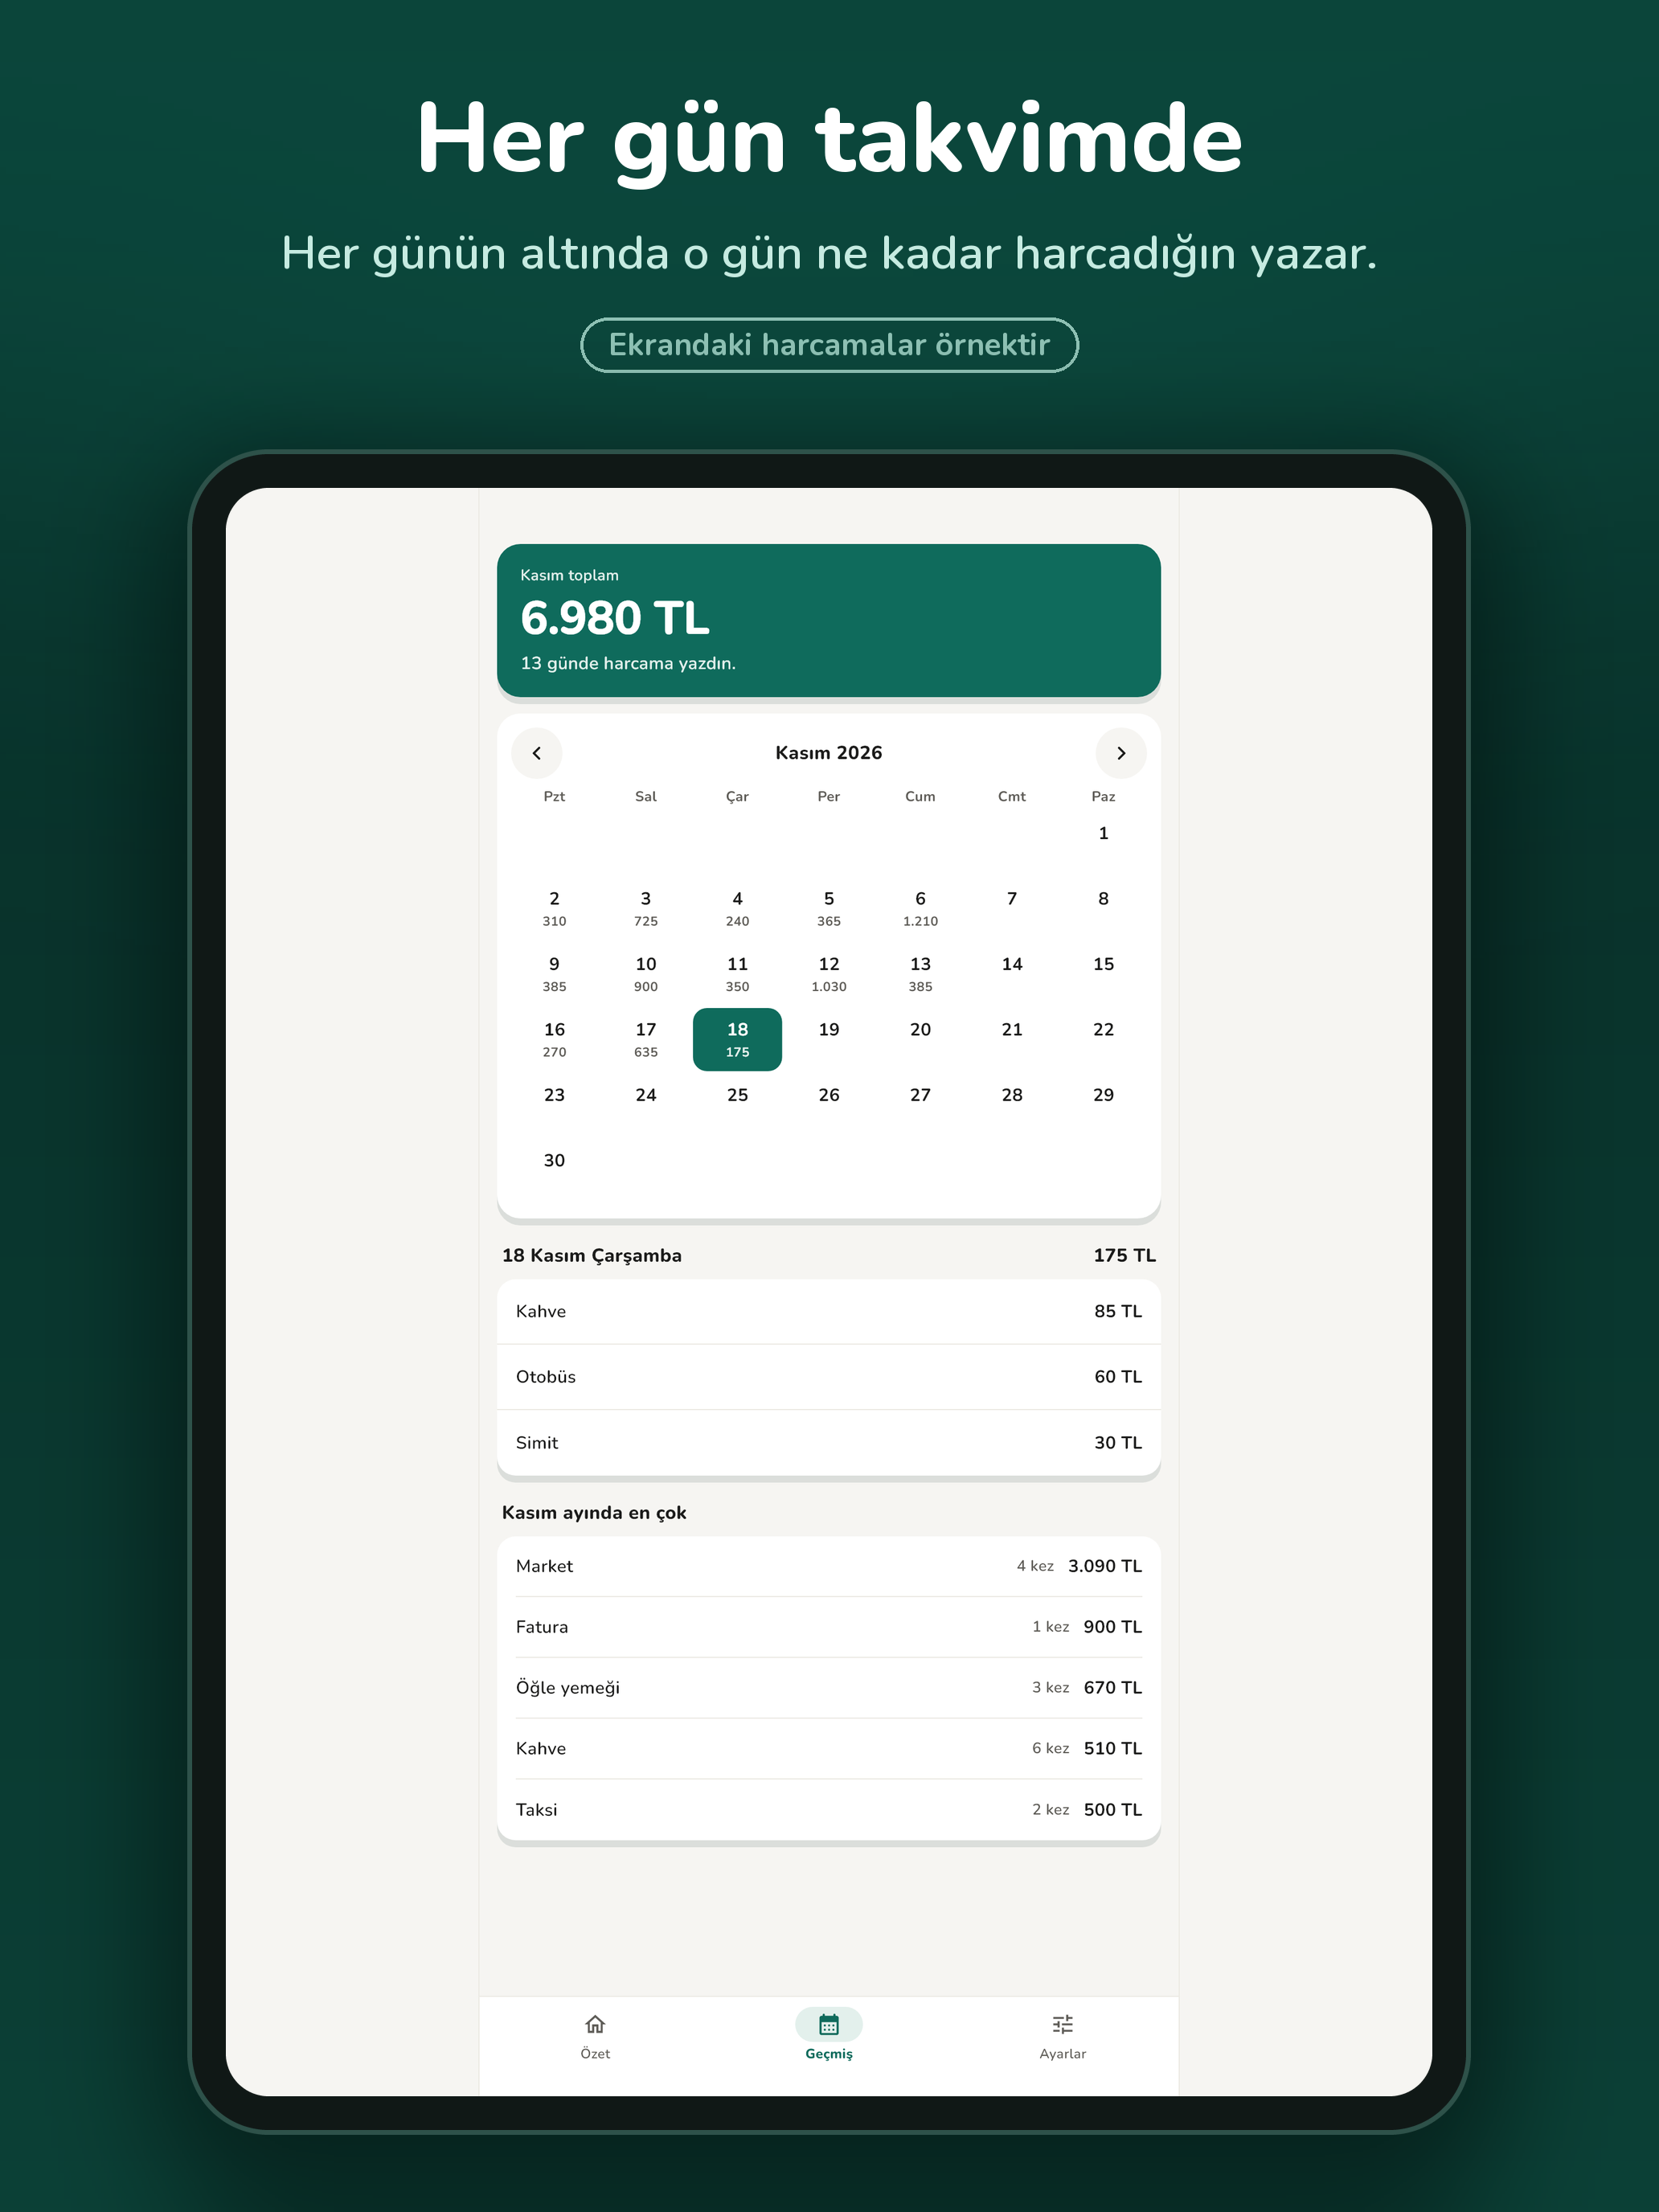 Her gün takvimde
Her günün altında o gün ne kadar harcadığın yazar.
Ekrandaki harcamalar örnektir
Kasım toplam
6.980 TL
13 günde harcama yazdın.
Kasım 2026
Pzt Sal Çar Per Cum Cmt Paz
1
2 3 4 5 6 7 8
310 725 240 365 1.210
9 10 11 12 13 14 15
385 900 350 1.030 385
16 17 18 19 20 21 22
270 635 175
23 24 25 26 27 28 29
30
18 Kasım Çarşamba 175 TL
Kahve 85 TL
Otobüs 60 TL
Simit 30 TL
Kasım ayında en çok
Market 4 kez 3.090 TL
Fatura 1 kez 900 TL
Öğle yemeği 3 kez 670 TL
Kahve 6 kez 510 TL
Taksi 2 kez 500 TL
Özet Geçmiş Ayarlar